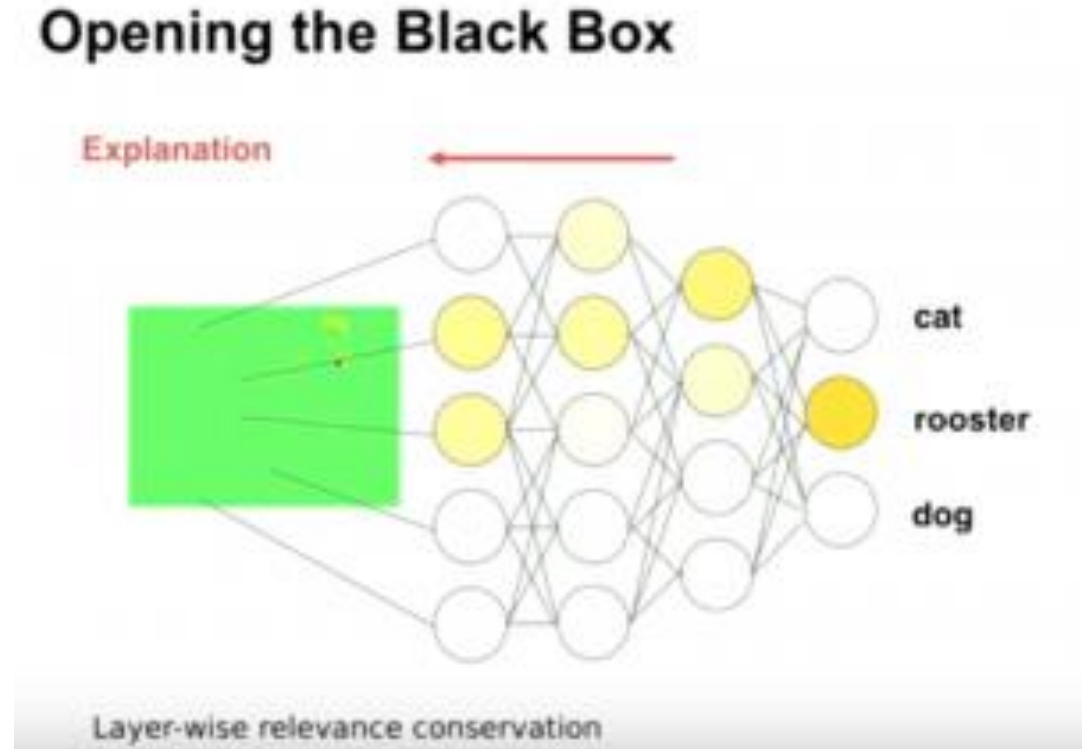 Opening the Black Box
Explanation
cat
rooster
dog
Layer-wise relevance conservation